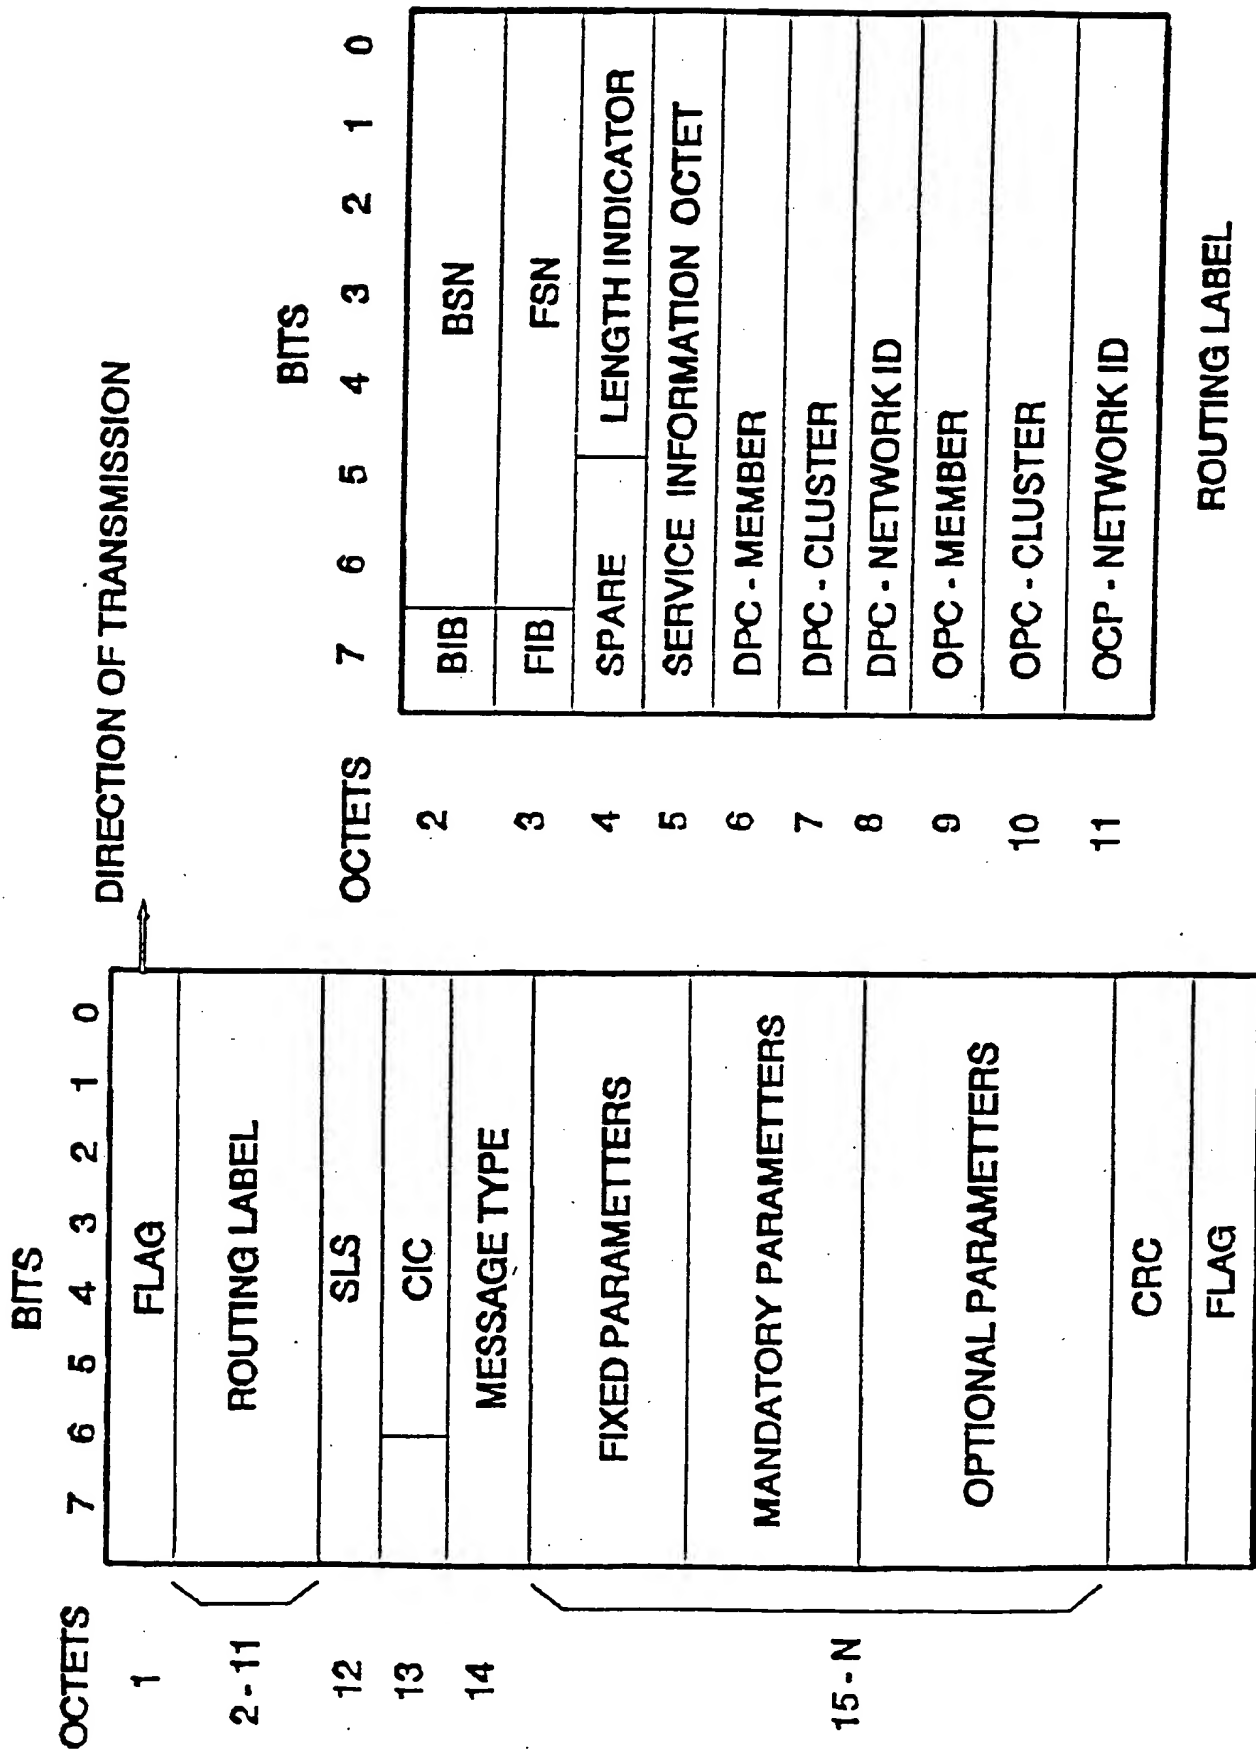 DIRECTION OF TRANSMISSION
BITS
OCTETS 7 6 5 4 3 2 1 0
1 FLAG
2 - 11 ROUTING LABEL
12 SLS
13 CIC
14 MESSAGE TYPE
15 - N
FIXED PARAMETTERS
MANDATORY PARAMETTERS
OPTIONAL PARAMETTERS
CRC
FLAG
BITS
OCTETS 7 6 5 4 3 2 1 0
2 BIB BSN
3 FIB FSN
4 SPARE LENGTH INDICATOR
5 SERVICE INFORMATION OCTET
6 DPC - MEMBER
7 DPC - CLUSTER
8 DPC - NETWORK ID
9 OPC - MEMBER
10 OPC - CLUSTER
11 OCP - NETWORK ID
ROUTING LABEL